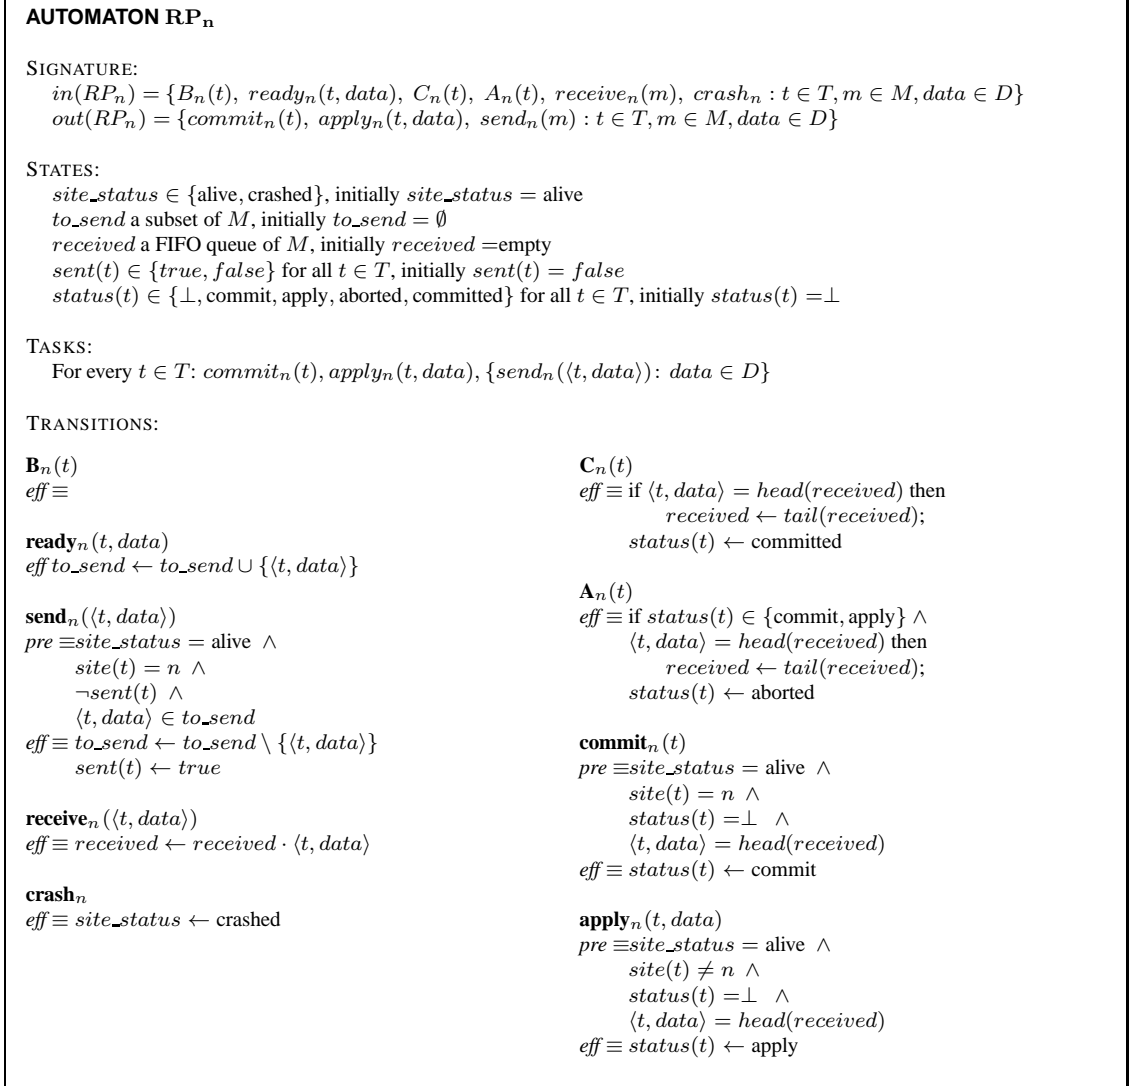 AUTOMATON RPₙ
SIGNATURE:
in(RPₙ) = {Bₙ(t), readyₙ(t, data), Cₙ(t), Aₙ(t), receiveₙ(m), crashₙ : t ∈ T, m ∈ M, data ∈ D}
out(RPₙ) = {commitₙ(t), applyₙ(t, data), sendₙ(m) : t ∈ T, m ∈ M, data ∈ D}
STATES:
site_status ∈ {alive, crashed}, initially site_status = alive
to_send a subset of M, initially to_send = ∅
received a FIFO queue of M, initially received =empty
sent(t) ∈ {true, false} for all t ∈ T, initially sent(t) = false
status(t) ∈ {⊥, commit, apply, aborted, committed} for all t ∈ T, initially status(t) =⊥
TASKS:
For every t ∈ T: commitₙ(t), applyₙ(t, data), {sendₙ(⟨t, data⟩): data ∈ D}
TRANSITIONS:
Bₙ(t)
eff ≡
readyₙ(t, data)
eff to_send ← to_send ∪ {⟨t, data⟩}
sendₙ(⟨t, data⟩)
pre ≡site_status = alive ∧
site(t) = n ∧
¬sent(t) ∧
⟨t, data⟩ ∈ to_send
eff ≡ to_send ← to_send \ {⟨t, data⟩}
sent(t) ← true
receiveₙ(⟨t, data⟩)
eff ≡ received ← received · ⟨t, data⟩
crashₙ
eff ≡ site_status ← crashed
Cₙ(t)
eff ≡ if ⟨t, data⟩ = head(received) then
received ← tail(received);
status(t) ← committed
Aₙ(t)
eff ≡ if status(t) ∈ {commit, apply} ∧
⟨t, data⟩ = head(received) then
received ← tail(received);
status(t) ← aborted
commitₙ(t)
pre ≡site_status = alive ∧
site(t) = n ∧
status(t) =⊥ ∧
⟨t, data⟩ = head(received)
eff ≡ status(t) ← commit
applyₙ(t, data)
pre ≡site_status = alive ∧
site(t) ≠ n ∧
status(t) =⊥ ∧
⟨t, data⟩ = head(received)
eff ≡ status(t) ← apply